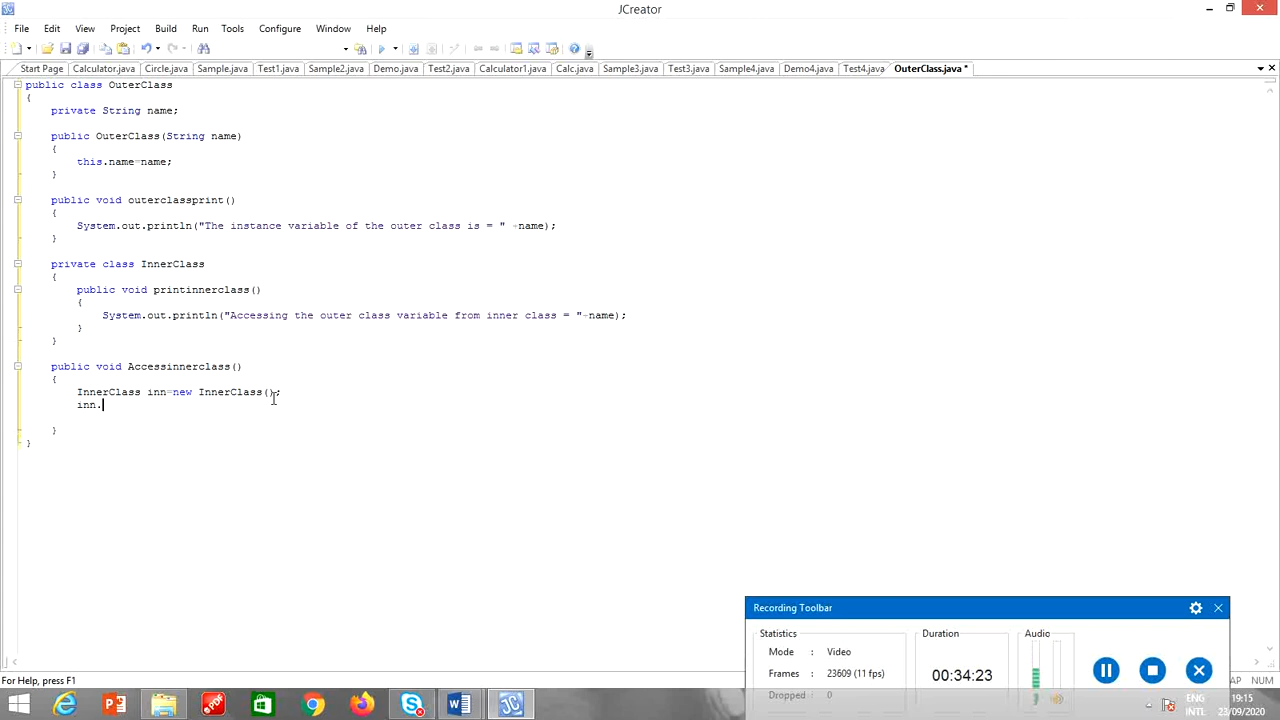 JCreator
File Edit View Project Build Run Tools Configure Window Help
Start Page Calculator.java Circle.java Sample.java Test1.java Sample2.java Demo.java Test2.java Calculator1.java Calc.java Sample3.java Test3.java Sample4.java Demo4.java Test4.java OuterClass.java *
public class OuterClass
{
private String name;
public OuterClass(String name)
{
this.name=name;
}
public void outerclassprint()
{
System.out.println("The instance variable of the outer class is = " +name);
}
private class InnerClass
{
public void printinnerclass()
{
System.out.println("Accessing the outer class variable from inner class = "+name);
}
}
public void Accessinnerclass()
{
InnerClass inn=new InnerClass();
inn.
}
}
Recording Toolbar
Statistics Duration Audio
Mode : Video
Frames : 23609 (11 fps)
Dropped : 0
00:34:23
For Help, press F1
AP NUM
ENG 19:15
INTL 23/09/2020